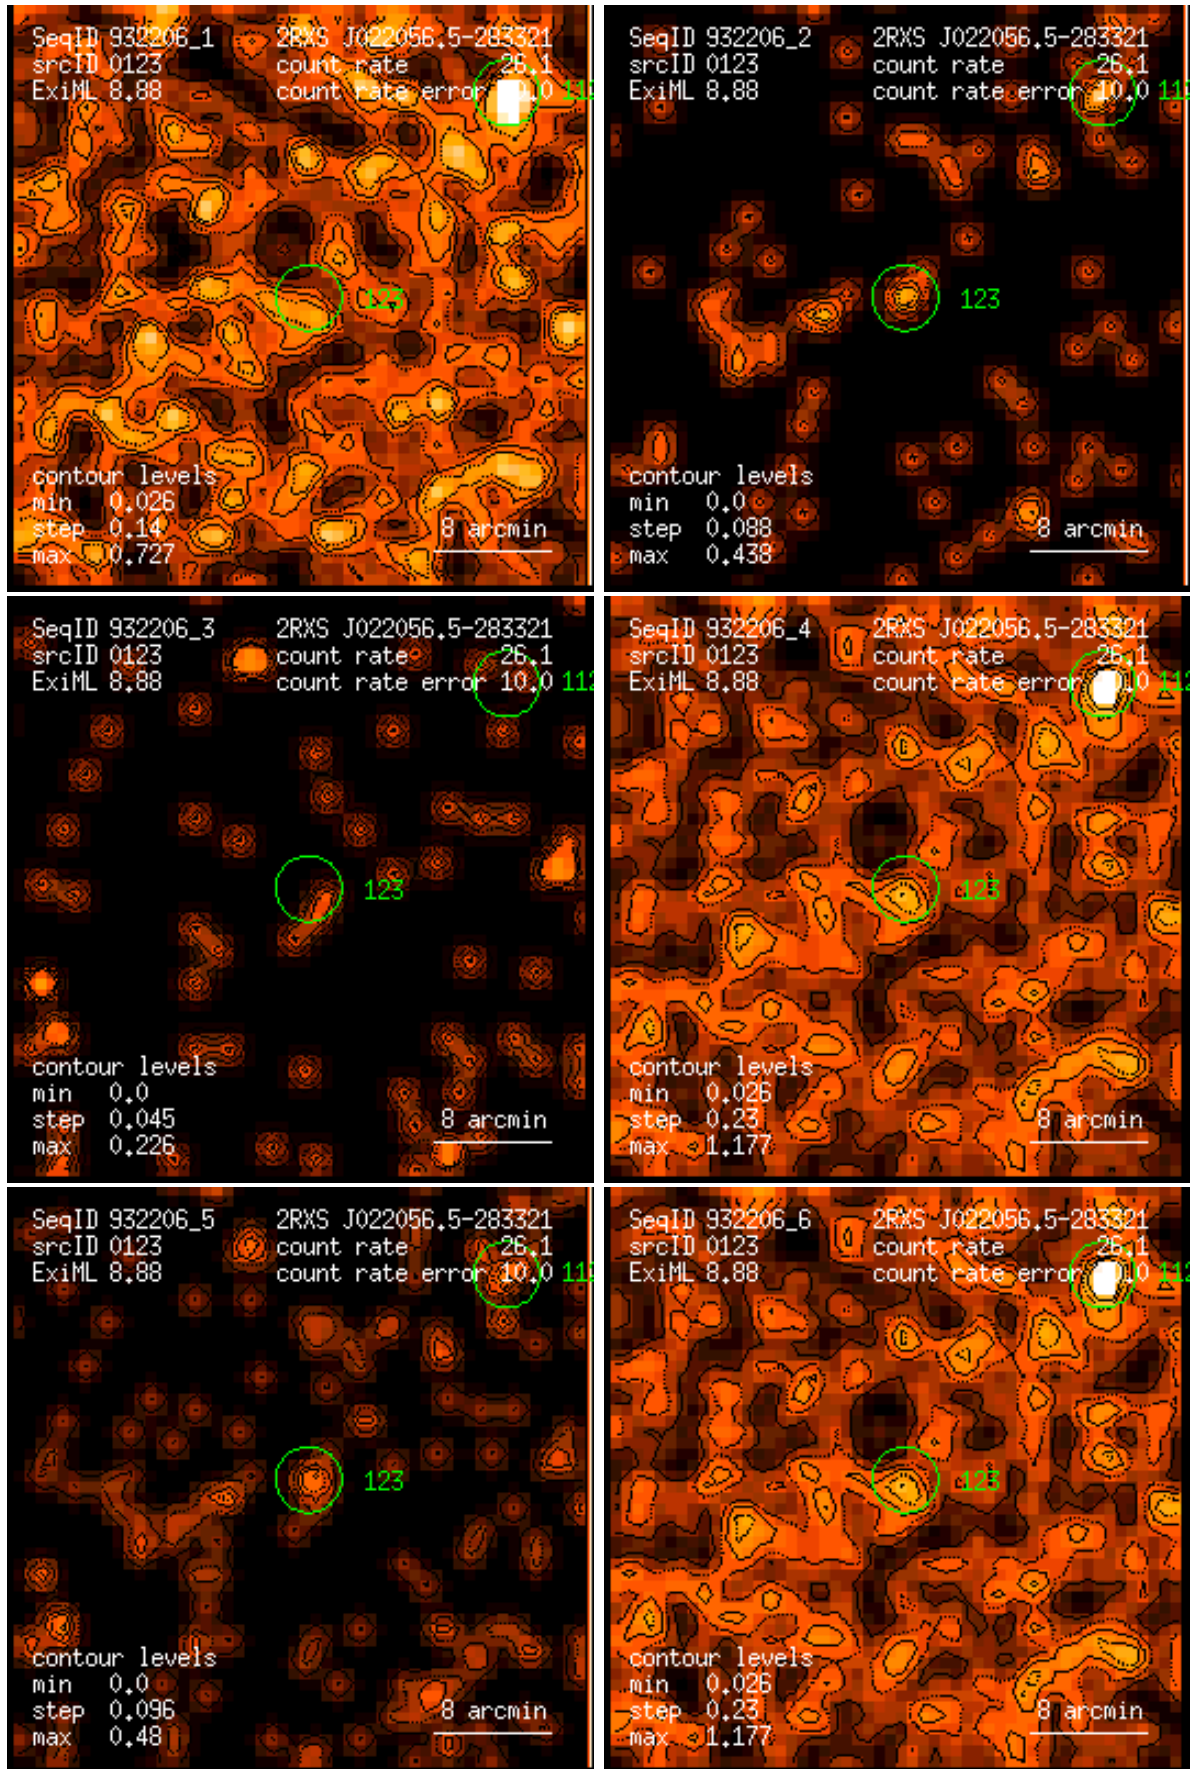 SeqID 932206_1 2RXS J022056.5-283321
srcID 0123 count rate 26.1
ExiML 8.88 count rate error 10.0 112
123
contour levels
min 0.026
step 0.14
max 0.727
8 arcmin
SeqID 932206_2 2RXS J022056.5-283321
srcID 0123 count rate 26.1
ExiML 8.88 count rate error 10.0 112
123
contour levels
min 0.0
step 0.088
max 0.438
8 arcmin
SeqID 932206_3 2RXS J022056.5-283321
srcID 0123 count rate 26.1
ExiML 8.88 count rate error 10.0 112
123
contour levels
min 0.0
step 0.045
max 0.226
8 arcmin
SeqID 932206_4 2RXS J022056.5-283321
srcID 0123 count rate 26.1
ExiML 8.88 count rate error 10.0 112
123
contour levels
min 0.026
step 0.23
max 1.177
8 arcmin
SeqID 932206_5 2RXS J022056.5-283321
srcID 0123 count rate 26.1
ExiML 8.88 count rate error 10.0 112
123
contour levels
min 0.0
step 0.096
max 0.48
8 arcmin
SeqID 932206_6 2RXS J022056.5-283321
srcID 0123 count rate 26.1
ExiML 8.88 count rate error 10.0 112
123
contour levels
min 0.026
step 0.23
max 1.177
8 arcmin